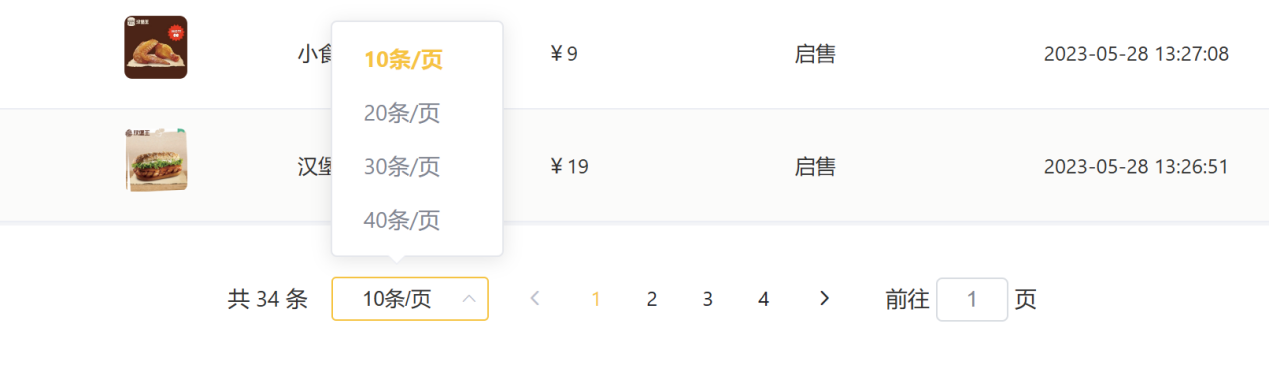 小食 ¥ 9 启售 2023-05-28 13:27:08
10条/页
20条/页
汉堡 ¥ 19 启售 2023-05-28 13:26:51
30条/页
40条/页
共 34 条 10条/页 1 2 3 4 前往 1 页